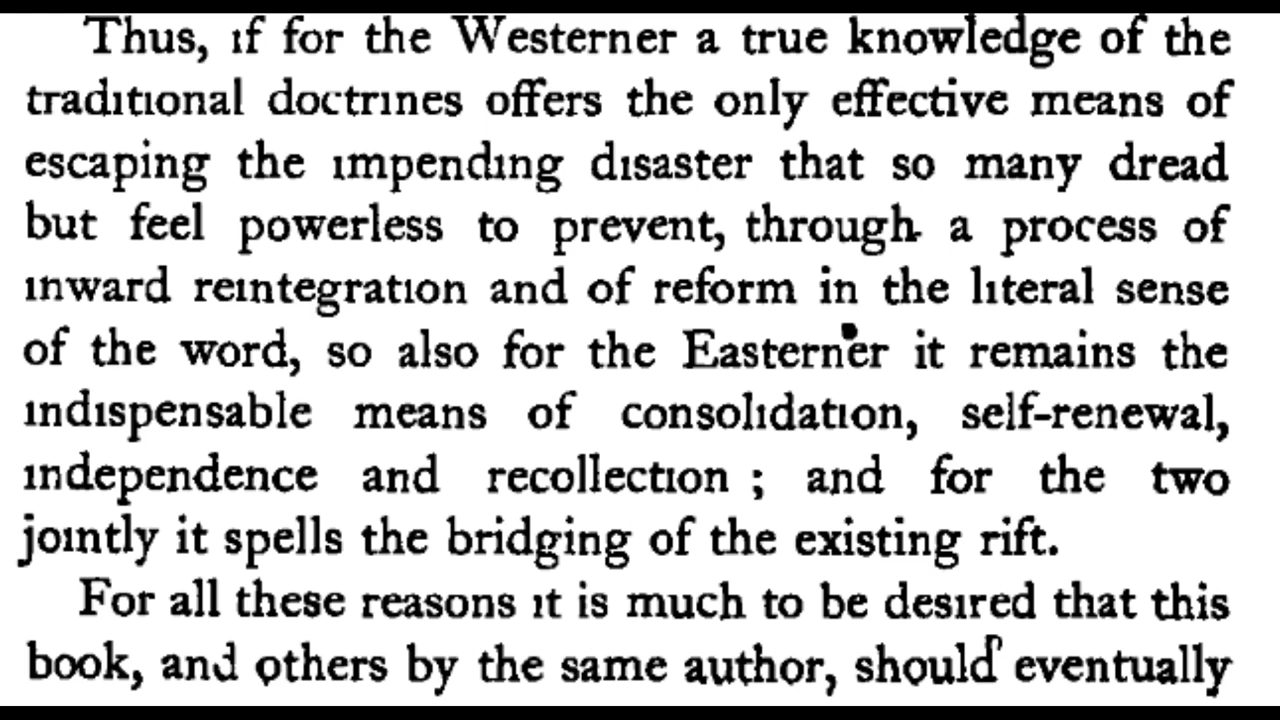 Thus, if for the Westerner a true knowledge of the
traditional doctrines offers the only effective means of
escaping the impending disaster that so many dread
but feel powerless to prevent, through a process of
inward reintegration and of reform in the literal sense
of the word, so also for the Easterner it remains the
indispensable means of consolidation, self-renewal,
independence and recollection ; and for the two
jointly it spells the bridging of the existing rift.
For all these reasons it is much to be desired that this
book, and others by the same author, should eventually